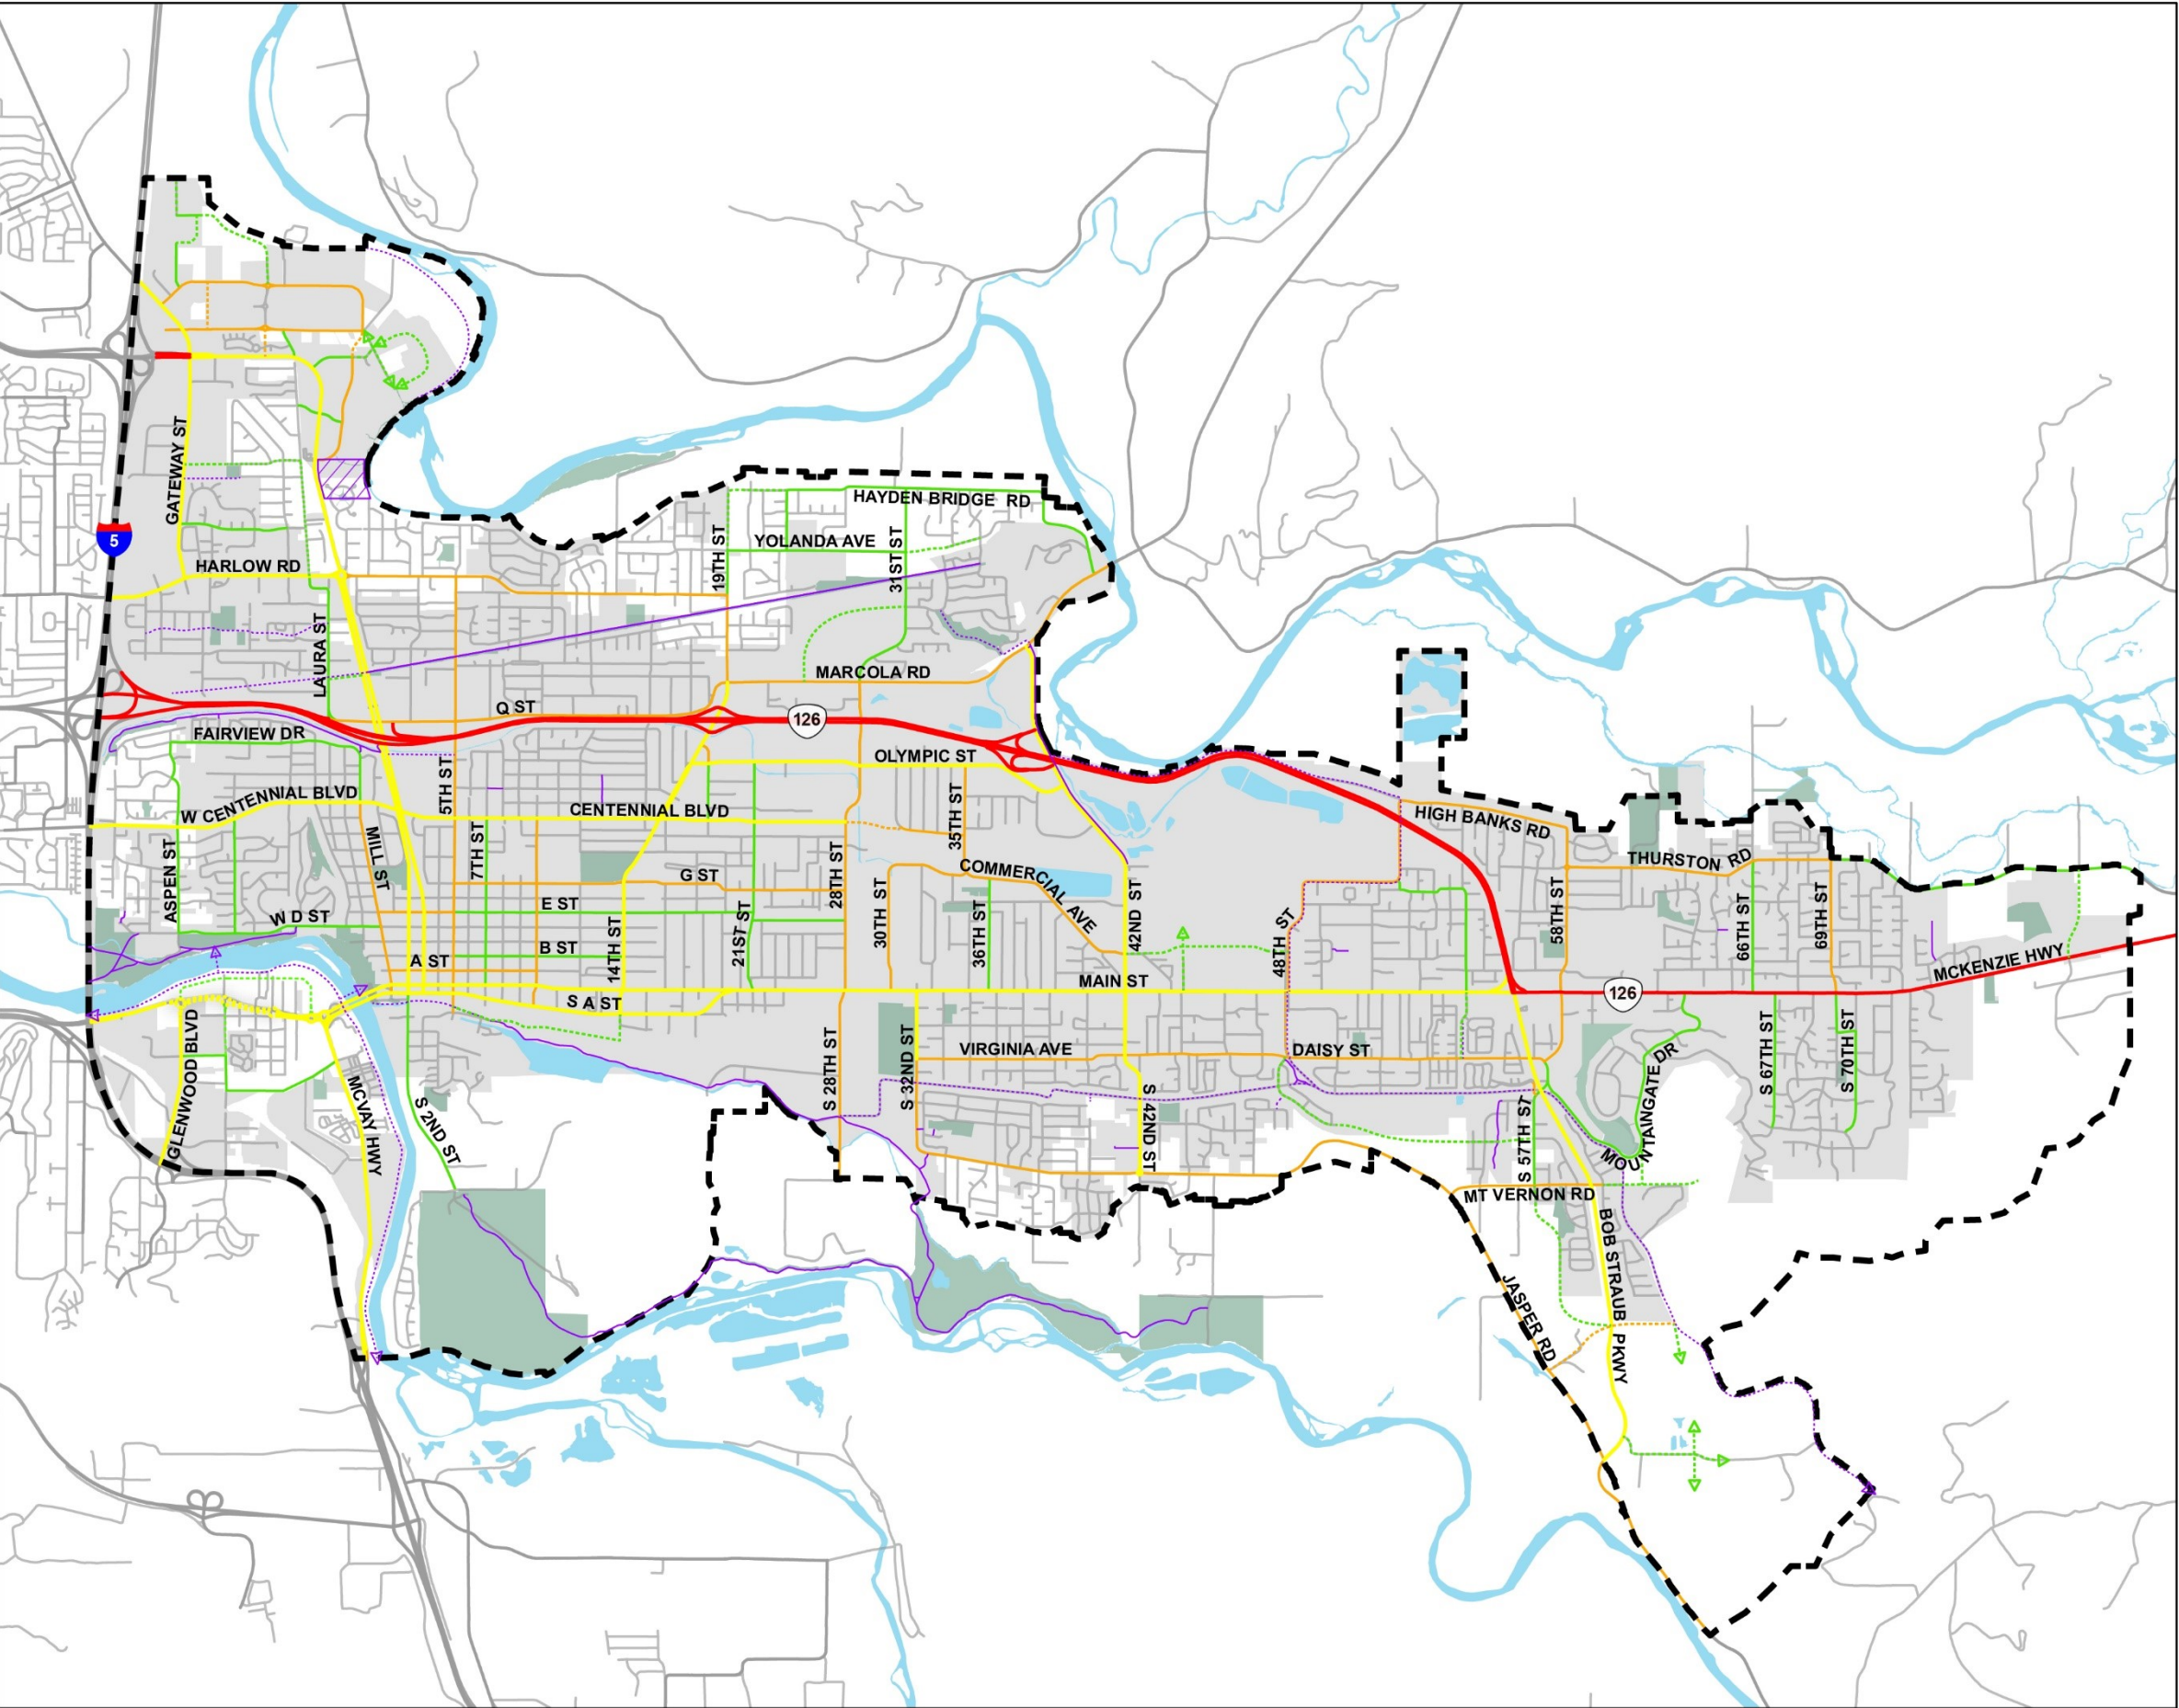 HAYDEN BRIDGE RD
GATEWAY ST
19TH ST
YOLANDA AVE
31ST ST
5
HARLOW RD
LAURA ST
MARCOLA RD
Q ST
126
FAIRVIEW DR
OLYMPIC ST
5TH ST
W CENTENNIAL BLVD
CENTENNIAL BLVD
35TH ST
HIGH BANKS RD
MILL ST
7TH ST
ASPEN ST
G ST
28TH ST
COMMERCIAL AVE
THURSTON RD
E ST
W D ST
14TH ST
21ST ST
30TH ST
36TH ST
42ND ST
48TH ST
58TH ST
66TH ST
69TH ST
B ST
A ST
MAIN ST
MCKENZIE HWY
S A ST
126
GLENWOOD BLVD
MCVAY HWY
S 2ND ST
S 28TH ST
S 32ND ST
VIRGINIA AVE
DAISY ST
S 42ND ST
S 57TH ST
MOUNTAINGATE DR
S 67TH ST
S 70TH ST
MT VERNON RD
BOB STRAUB PKWY
JASPER RD